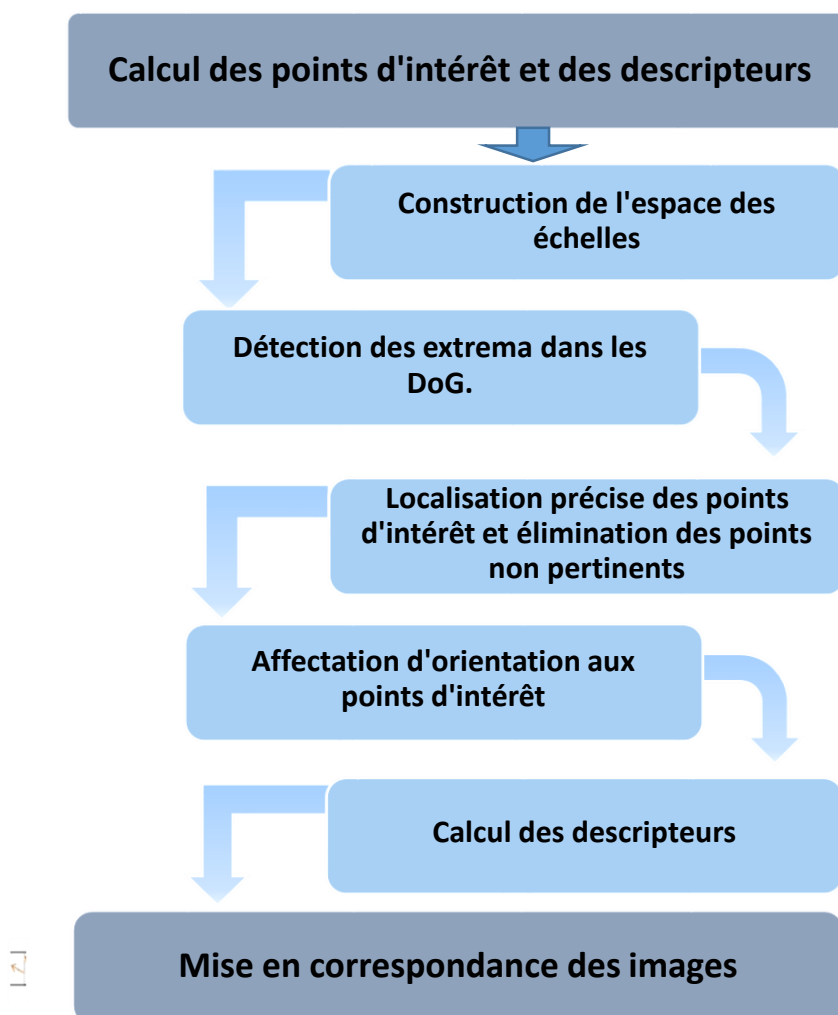 Calcul des points d'intérêt et des descripteurs
Construction de l'espace des
échelles
Détection des extrema dans les
DoG.
Localisation précise des points
d'intérêt et élimination des points
non pertinents
Affectation d'orientation aux
points d'intérêt
Calcul des descripteurs
Mise en correspondance des images